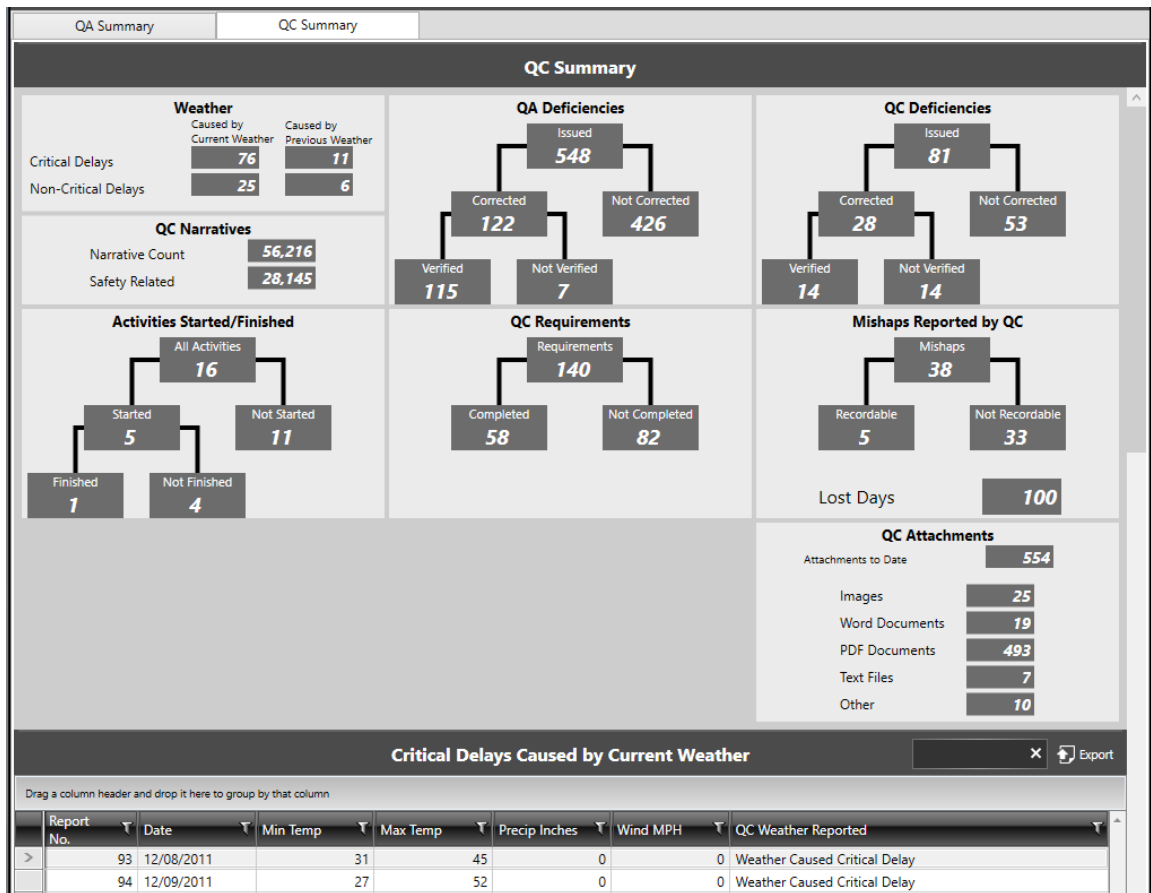 QA Summary
QC Summary
QC Summary
Weather
Caused by Current Weather
Caused by Previous Weather
Critical Delays 76 11
Non-Critical Delays 25 6
QC Narratives
Narrative Count 56,216
Safety Related 28,145
QA Deficiencies
Issued
548
Corrected
122
Not Corrected
426
Verified
115
Not Verified
7
QC Deficiencies
Issued
81
Corrected
28
Not Corrected
53
Verified
14
Not Verified
14
Activities Started/Finished
All Activities
16
Started
5
Not Started
11
Finished
1
Not Finished
4
QC Requirements
Requirements
140
Completed
58
Not Completed
82
Mishaps Reported by QC
Mishaps
38
Recordable
5
Not Recordable
33
Lost Days 100
QC Attachments
Attachments to Date 554
Images 25
Word Documents 19
PDF Documents 493
Text Files 7
Other 10
Critical Delays Caused by Current Weather
Export
Drag a column header and drop it here to group by that column
Report No. Date Min Temp Max Temp Precip Inches Wind MPH QC Weather Reported
93 12/08/2011 31 45 0 0 Weather Caused Critical Delay
94 12/09/2011 27 52 0 0 Weather Caused Critical Delay